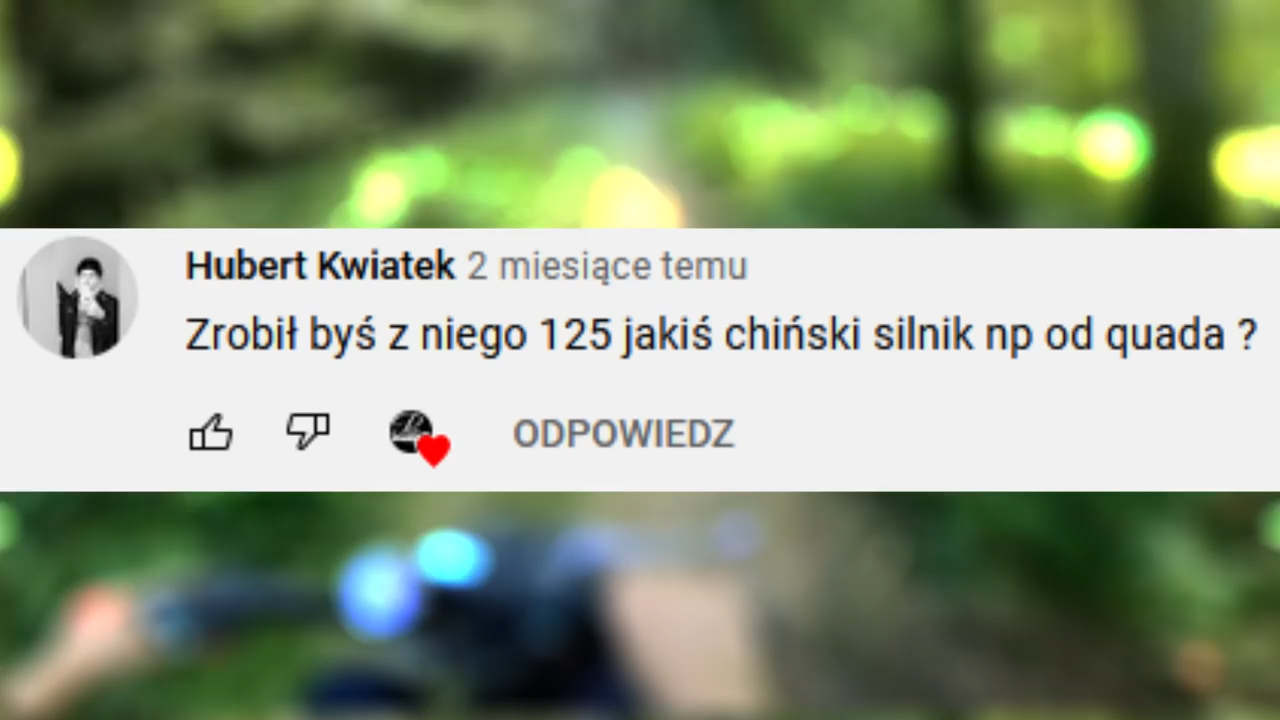 Hubert Kwiatek 2 miesiące temu
Zrobił byś z niego 125 jakiś chiński silnik np od quada ?
ODPOWIEDZ